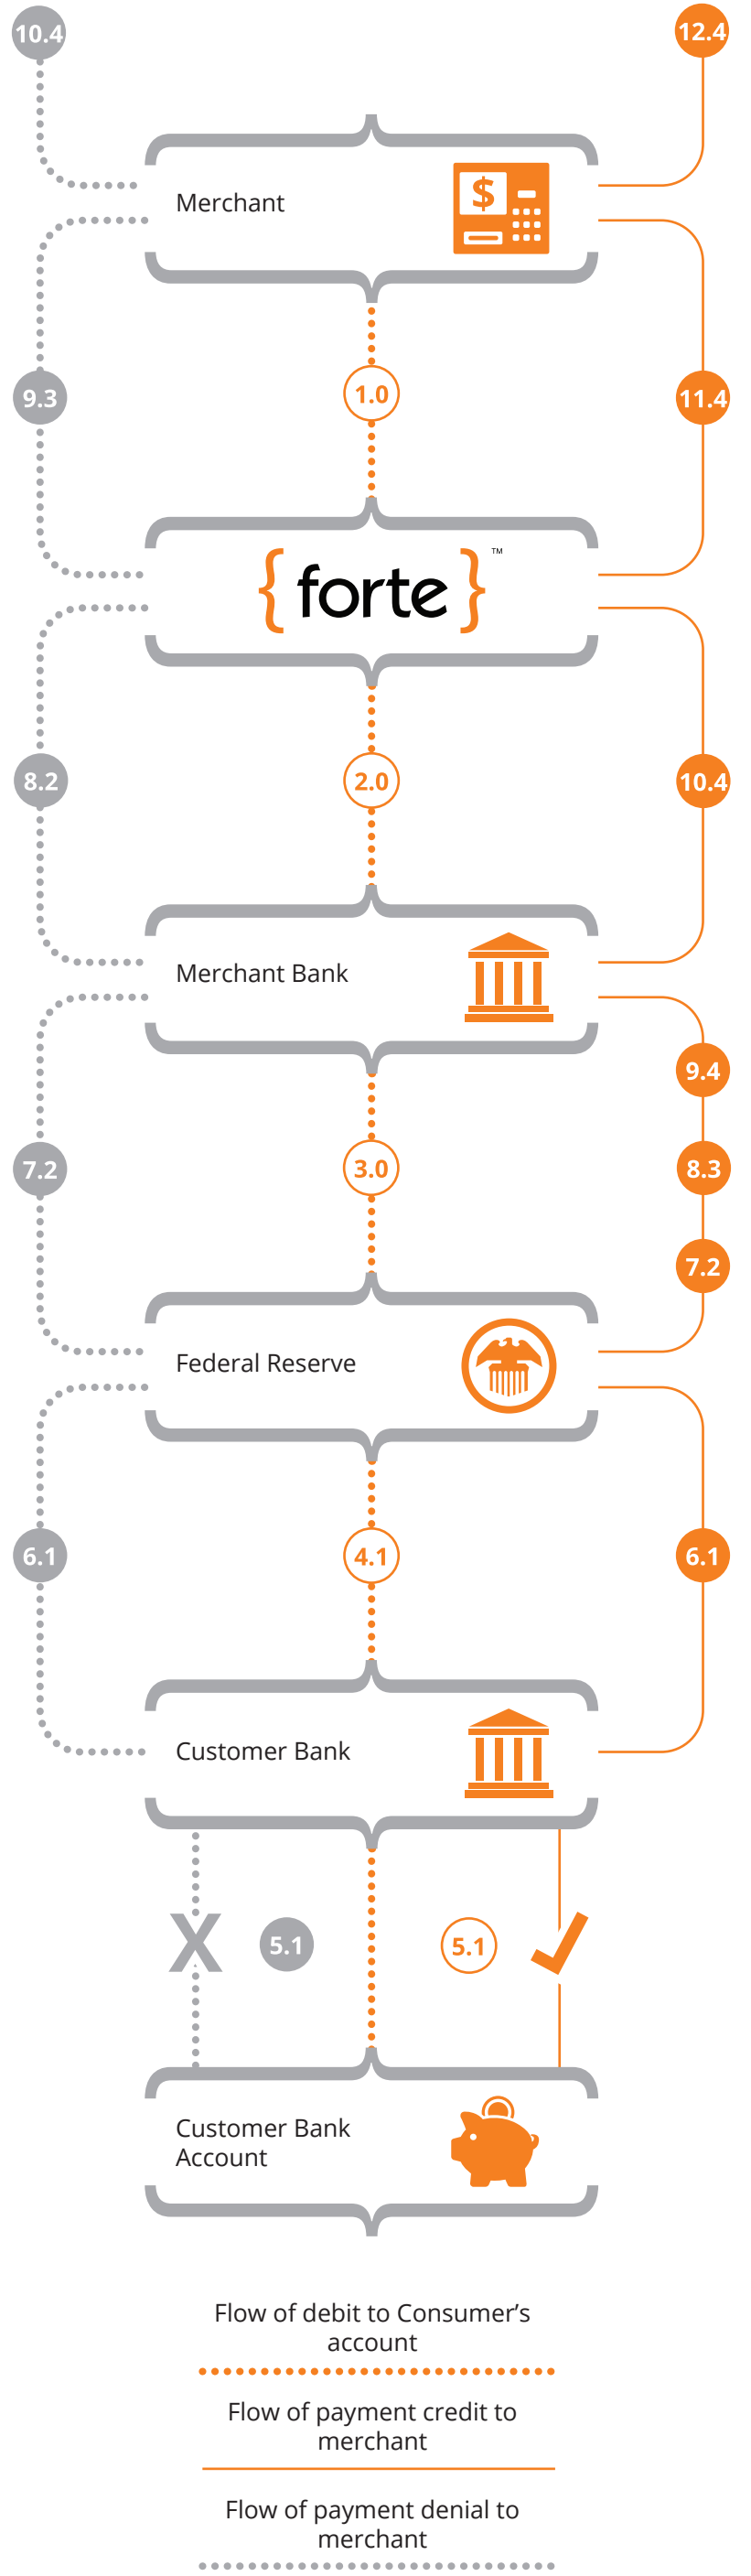 10.4
12.4
Merchant
$
9.3
1.0
11.4
{ forte } ™
8.2
2.0
10.4
Merchant Bank
9.4
7.2
3.0
8.3
7.2
Federal Reserve
6.1
4.1
6.1
Customer Bank
X
5.1
5.1
Customer Bank
Account
Flow of debit to Consumer’s
account
Flow of payment credit to
merchant
Flow of payment denial to
merchant